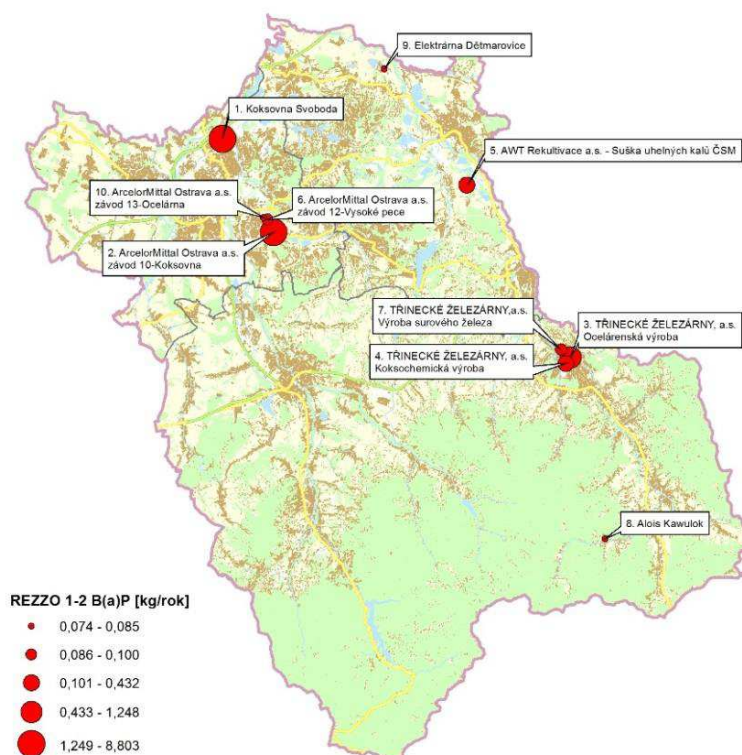 9. Elektrárna Dětmarovice
1. Koksovna Svoboda
5. AWT Rekultivace a.s. - Suška uhelných kalů ČSM
10. ArcelorMittal Ostrava a.s.
závod 13-Ocelárna
6. ArcelorMittal Ostrava a.s.
závod 12-Vysoké pece
2. ArcelorMittal Ostrava a.s.
závod 10-Koksovna
7. TŘINECKÉ ŽELEZÁRNY,a.s.
Výroba surového železa
3. TŘINECKÉ ŽELEZÁRNY, a.s.
Ocelárenská výroba
4. TŘINECKÉ ŽELEZÁRNY, a.s.
Koksochemická výroba
8. Alois Kawulok
REZZO 1-2 B(a)P [kg/rok]
0,074 - 0,085
0,086 - 0,100
0,101 - 0,432
0,433 - 1,248
1,249 - 8,803